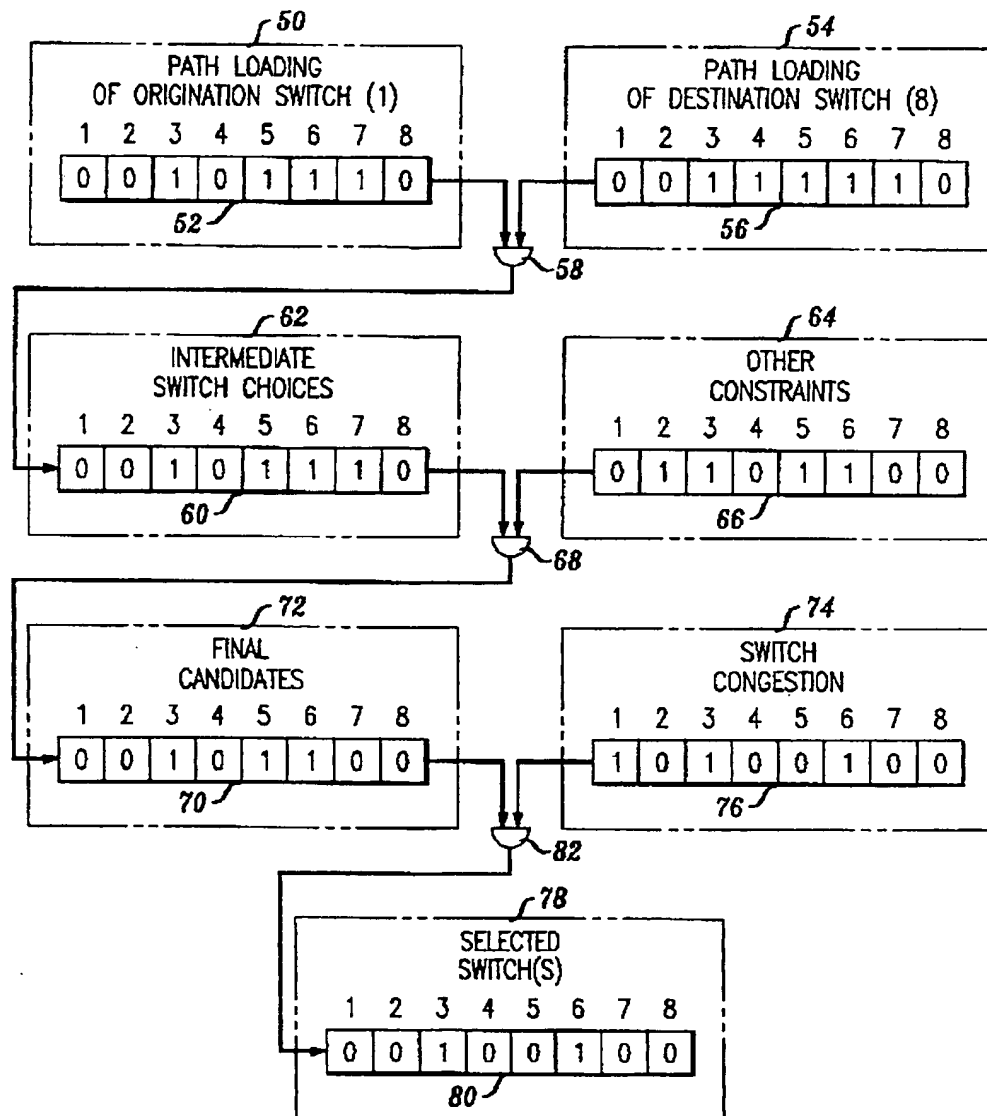 50
PATH LOADING
OF ORIGINATION SWITCH (1)
1 2 3 4 5 6 7 8
0 0 1 0 1 1 1 0
52
54
PATH LOADING
OF DESTINATION SWITCH (8)
1 2 3 4 5 6 7 8
0 0 1 1 1 1 1 0
56
58
62
INTERMEDIATE
SWITCH CHOICES
1 2 3 4 5 6 7 8
0 0 1 0 1 1 1 0
60
64
OTHER
CONSTRAINTS
1 2 3 4 5 6 7 8
0 1 1 0 1 1 0 0
66
68
72
FINAL
CANDIDATES
1 2 3 4 5 6 7 8
0 0 1 0 1 1 0 0
70
74
SWITCH
CONGESTION
1 2 3 4 5 6 7 8
1 0 1 0 0 1 0 0
76
82
78
SELECTED
SWITCH(S)
1 2 3 4 5 6 7 8
0 0 1 0 0 1 0 0
80